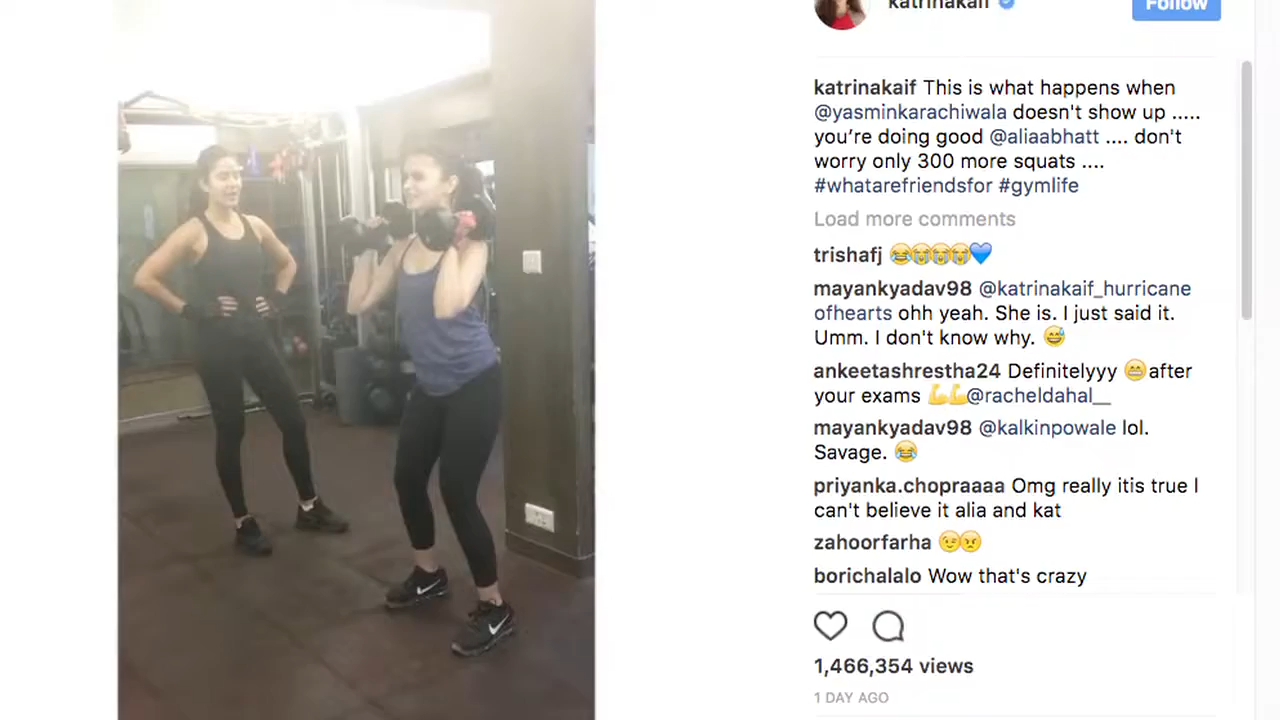 katrinakaif
Follow
katrinakaif This is what happens when
@yasminkarachiwala doesn't show up .....
you’re doing good @aliaabhatt .... don't
worry only 300 more squats ....
#whatarefriendsfor #gymlife
Load more comments
trishafj 😂😭😭😭💙
mayankyadav98 @katrinakaif_hurricane
ofhearts ohh yeah. She is. I just said it.
Umm. I don't know why. 😅
ankeetashrestha24 Definitelyyy 😁after
your exams 💪💪@racheldahal__
mayankyadav98 @kalkinpowale lol.
Savage. 😂
priyanka.chopraaaa Omg really itis true I
can't believe it alia and kat
zahoorfarha 😉😠
borichalalo Wow that's crazy
1,466,354 views
1 DAY AGO